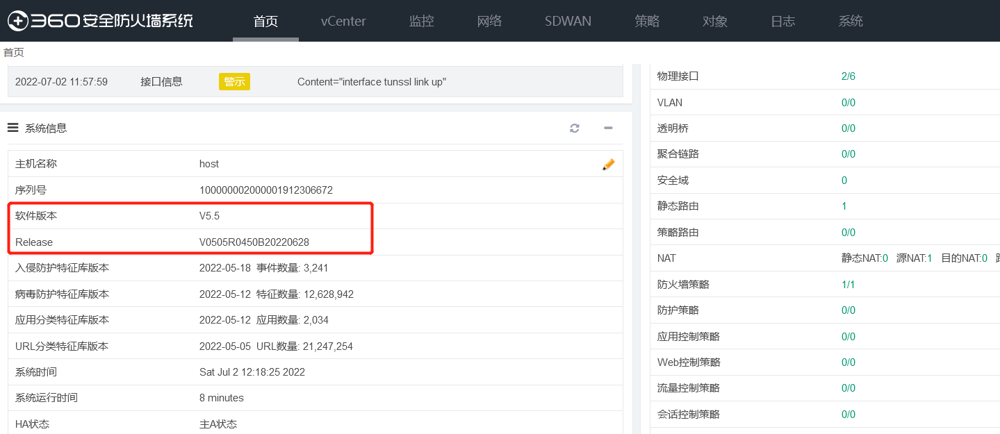 360安全防火墙系统 首页 vCenter 监控 网络 SDWAN 策略 对象 日志 系统
首页
2022-07-02 11:57:59 接口信息 警示 Content="interface tunssl link up"
系统信息
主机名称 host
序列号 100000002000001912306672
软件版本 V5.5
Release V0505R0450B20220628
入侵防护特征库版本 2022-05-18 事件数量: 3,241
病毒防护特征库版本 2022-05-12 特征数量: 12,628,942
应用分类特征库版本 2022-05-12 应用数量: 2,034
URL分类特征库版本 2022-05-05 URL数量: 21,247,254
系统时间 Sat Jul 2 12:18:25 2022
系统运行时间 8 minutes
HA状态 主A状态
物理接口 2/6
VLAN 0/0
透明桥 0/0
聚合链路 0/0
安全域 0
静态路由 1
策略路由 0/0
NAT 静态NAT:0 源NAT:1 目的NAT:0
防火墙策略 1/1
防护策略 0/0
应用控制策略 0/0
Web控制策略 0/0
流量控制策略 0/0
会话控制策略 0/0